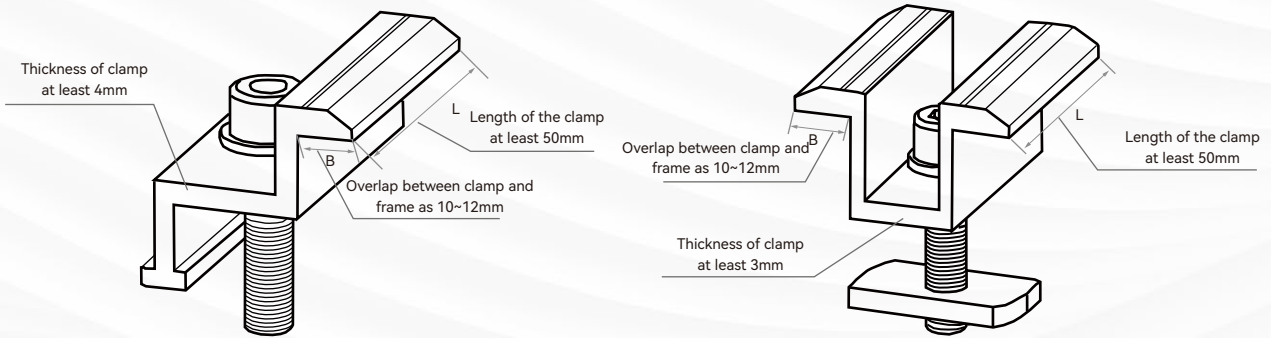 Thickness of clamp
at least 4mm
L
Length of the clamp
at least 50mm
B
Overlap between clamp and
frame as 10~12mm
B
Overlap between clamp and
frame as 10~12mm
L
Length of the clamp
at least 50mm
Thickness of clamp
at least 3mm